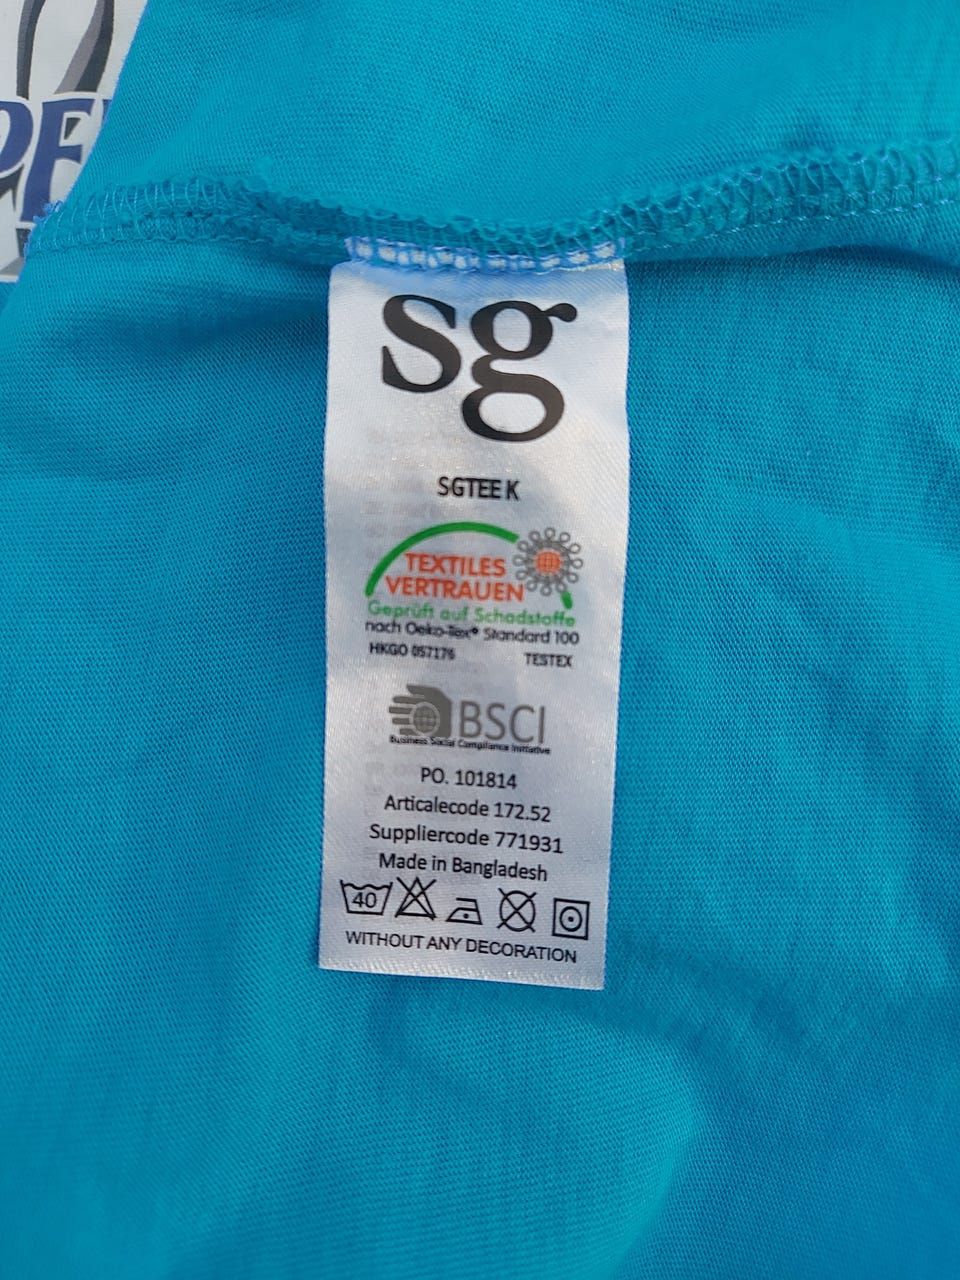 sg
SGTEE K
TEXTILES
VERTRAUEN
Geprüft auf Schadstoffe
nach Oeko-Tex® Standard 100
HKGO 057176 TESTEX
BSCI
Business Social Compliance Initiative
PO. 101814
Articalecode 172.52
Suppliercode 771931
Made in Bangladesh
40
WITHOUT ANY DECORATION